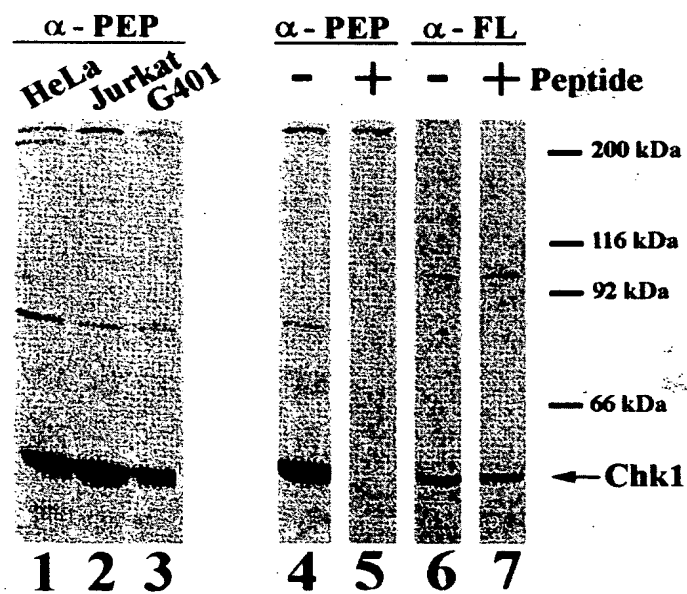 α - PEP α - PEP α - FL
HeLa Jurkat G401 - + - + Peptide
200 kDa
116 kDa
92 kDa
66 kDa
Chk1
1 2 3 4 5 6 7